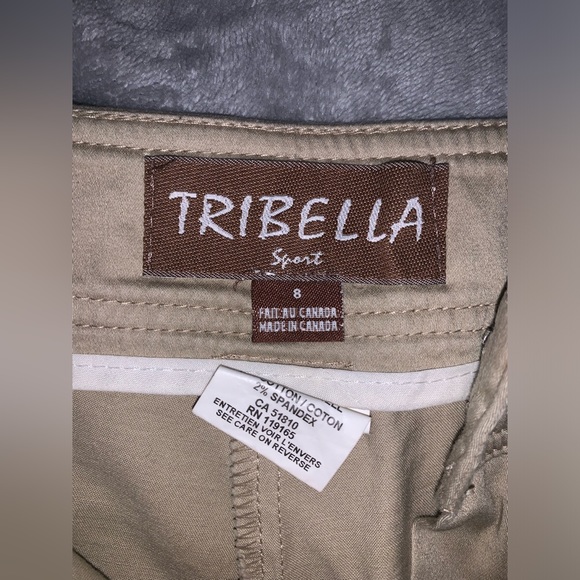 TRIBELLA
Sport
8
FAIT AU CANADA
MADE IN CANADA
COTTON / COTON
2% SPANDEX
CA 51810
RN 119165
ENTRETIEN VOIR L'ENVERS
SEE CARE ON REVERSE